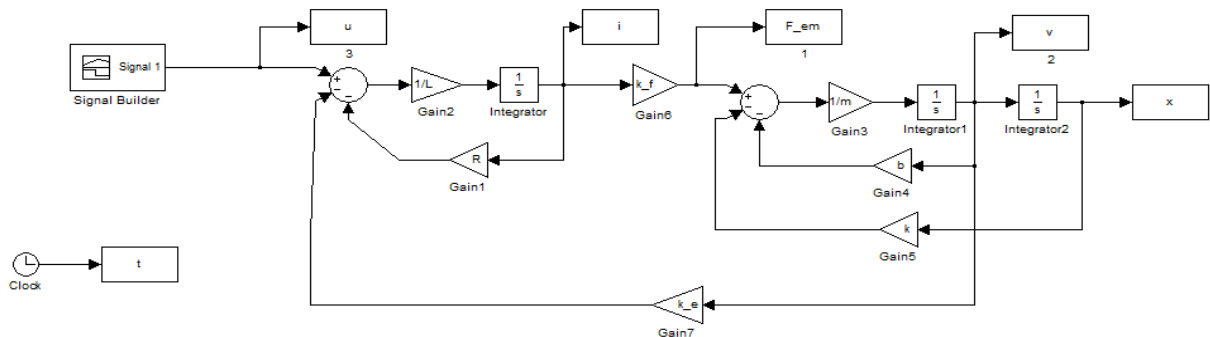 Signal 1
Signal Builder
u
3
+
−
−
1/L
Gain2
1
s
Integrator
i
R
Gain1
k_f
Gain6
F_em
1
+
−
−
1/m
Gain3
1
s
Integrator1
v
2
1
s
Integrator2
x
b
Gain4
k
Gain5
k_e
Gain7
Clock
t